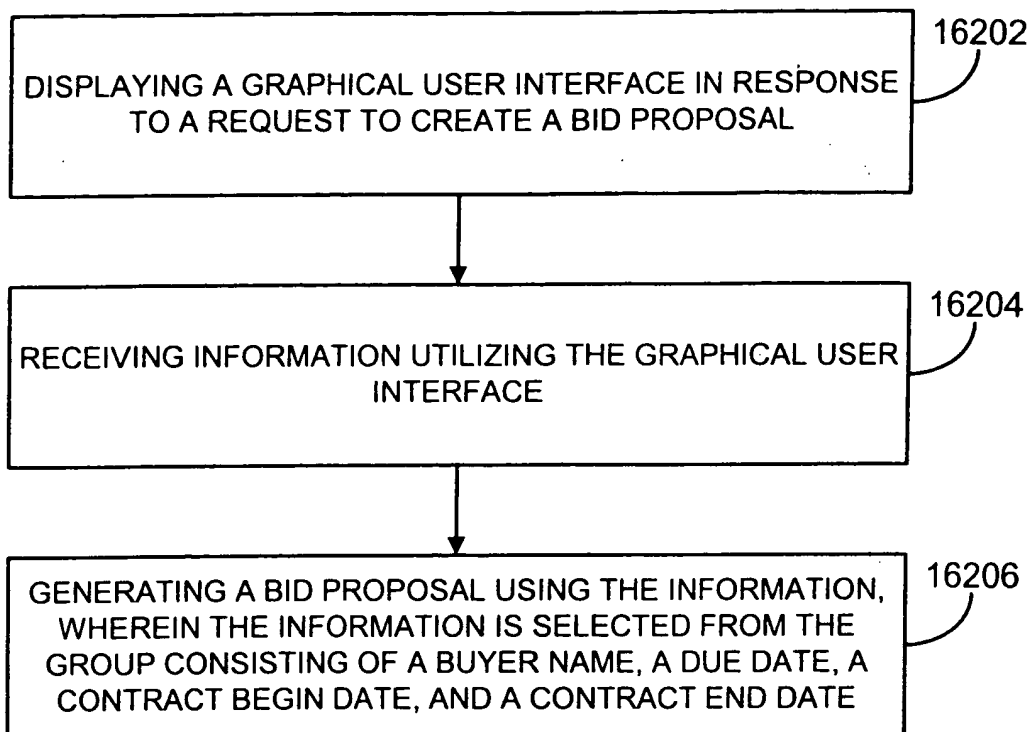 16202
DISPLAYING A GRAPHICAL USER INTERFACE IN RESPONSE
TO A REQUEST TO CREATE A BID PROPOSAL
16204
RECEIVING INFORMATION UTILIZING THE GRAPHICAL USER
INTERFACE
16206
GENERATING A BID PROPOSAL USING THE INFORMATION,
WHEREIN THE INFORMATION IS SELECTED FROM THE
GROUP CONSISTING OF A BUYER NAME, A DUE DATE, A
CONTRACT BEGIN DATE, AND A CONTRACT END DATE